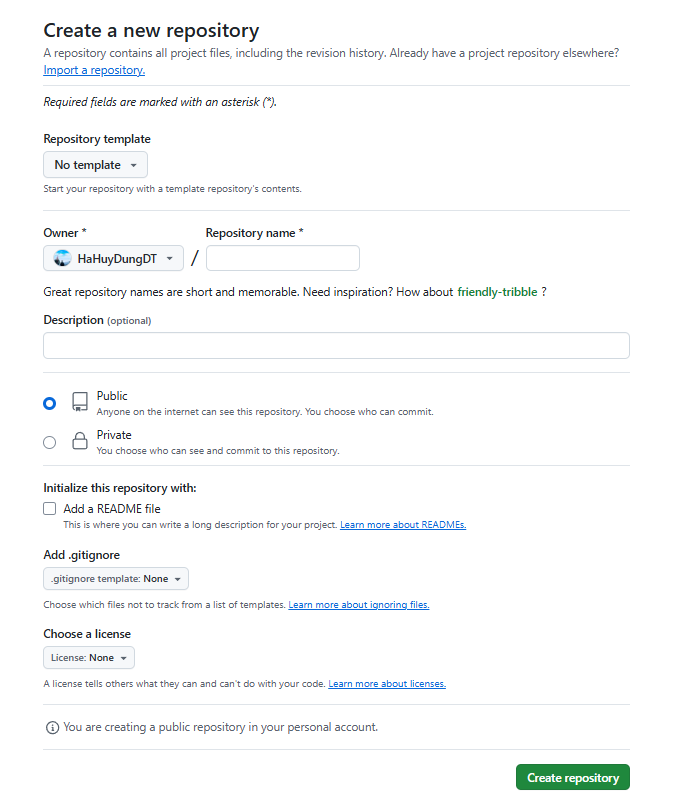 Create a new repository
A repository contains all project files, including the revision history. Already have a project repository elsewhere?
Import a repository.
Required fields are marked with an asterisk (*).
Repository template
No template
Start your repository with a template repository's contents.
Owner * Repository name *
HaHuyDungDT /
Great repository names are short and memorable. Need inspiration? How about friendly-tribble ?
Description (optional)
Public
Anyone on the internet can see this repository. You choose who can commit.
Private
You choose who can see and commit to this repository.
Initialize this repository with:
Add a README file
This is where you can write a long description for your project. Learn more about READMEs.
Add .gitignore
.gitignore template: None
Choose which files not to track from a list of templates. Learn more about ignoring files.
Choose a license
License: None
A license tells others what they can and can't do with your code. Learn more about licenses.
You are creating a public repository in your personal account.
Create repository